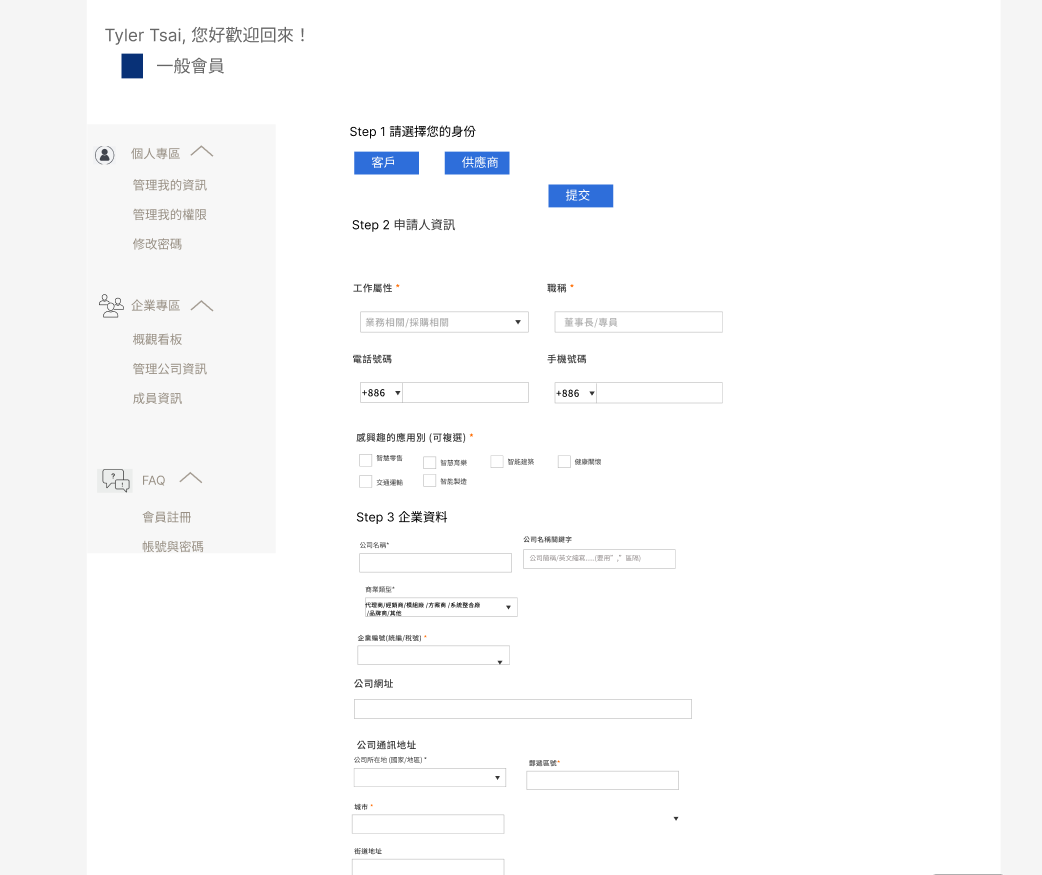 Tyler Tsai, 您好歡迎回來！
一般會員
個人專區
管理我的資訊
管理我的權限
修改密碼
企業專區
概觀看板
管理公司資訊
成員資訊
FAQ
會員註冊
帳號與密碼
Step 1 請選擇您的身份
客戶
供應商
提交
Step 2 申請人資訊
工作屬性 *
職稱 *
業務相關/採購相關
董事長/專員
電話號碼
手機號碼
+886
+886
感興趣的應用別 (可複選) *
智慧零售
智慧育樂
智能建築
健康關懷
交通運輸
智能製造
Step 3 企業資料
公司名稱*
公司名稱關鍵字
公司簡稱/英文縮寫....(要用”,”區隔)
商業類型*
代理商/經銷商/模組廠 /方案商 /系統整合廠
/品牌商/其他
企業編號(統編/稅號) *
公司網址
公司通訊地址
公司所在地 (國家/地區) *
郵遞區號*
城市 *
街道地址